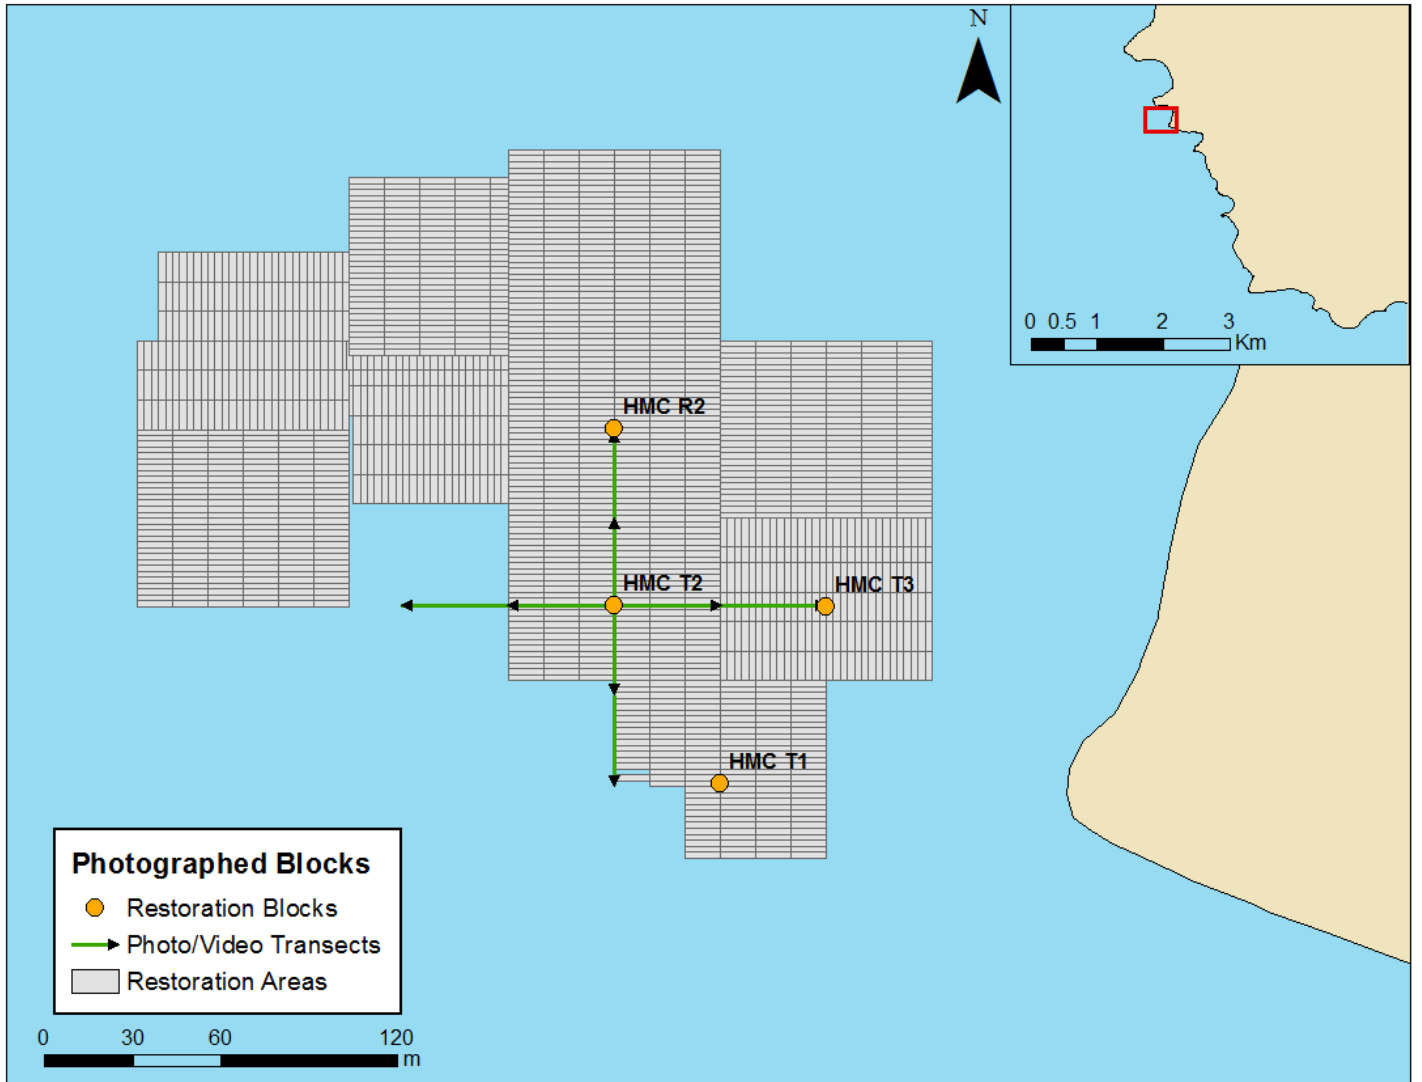 N
0 0.5 1 2 3
Km
HMC R2
HMC T2
HMC T3
HMC T1
Photographed Blocks
Restoration Blocks
Photo/Video Transects
Restoration Areas
0 30 60 120
m